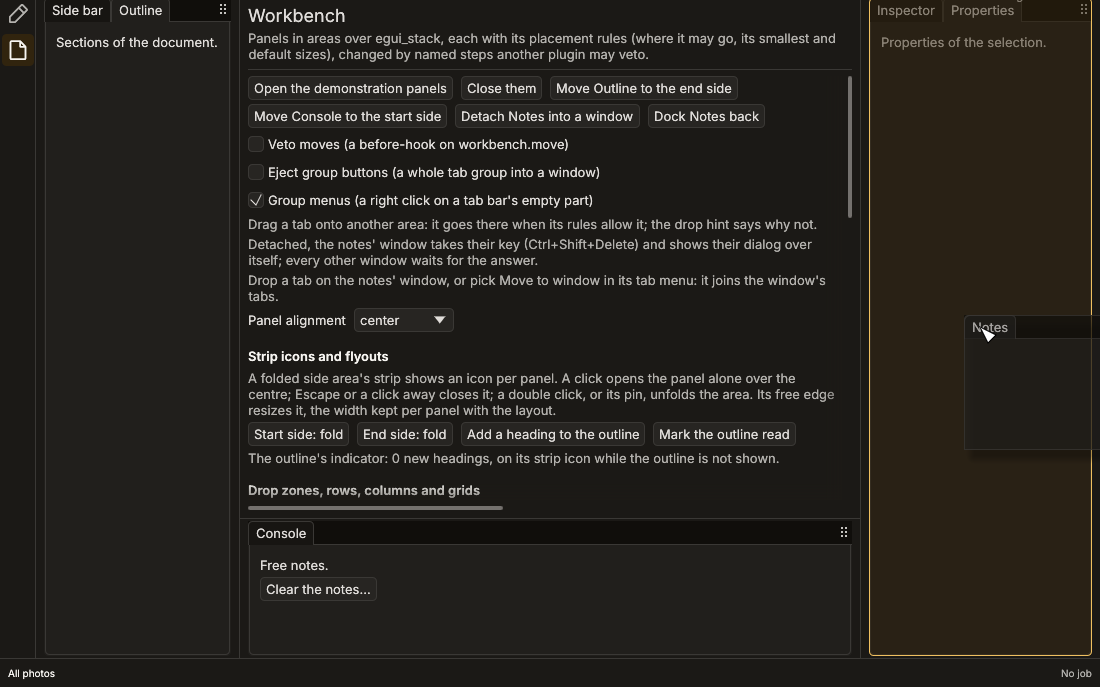 Side bar
Outline
Sections of the document.
Workbench
Panels in areas over egui_stack, each with its placement rules (where it may go, its smallest and
default sizes), changed by named steps another plugin may veto.
Open the demonstration panels
Close them
Move Outline to the end side
Move Console to the start side
Detach Notes into a window
Dock Notes back
Veto moves (a before-hook on workbench.move)
Eject group buttons (a whole tab group into a window)
Group menus (a right click on a tab bar's empty part)
Drag a tab onto another area: it goes there when its rules allow it; the drop hint says why not.
Detached, the notes' window takes their key (Ctrl+Shift+Delete) and shows their dialog over
itself; every other window waits for the answer.
Drop a tab on the notes' window, or pick Move to window in its tab menu: it joins the window's
tabs.
Panel alignment
center
Strip icons and flyouts
A folded side area's strip shows an icon per panel. A click opens the panel alone over the
centre; Escape or a click away closes it; a double click, or its pin, unfolds the area. Its free edge
resizes it, the width kept per panel with the layout.
Start side: fold
End side: fold
Add a heading to the outline
Mark the outline read
The outline's indicator: 0 new headings, on its strip icon while the outline is not shown.
Drop zones, rows, columns and grids
Console
Free notes.
Clear the notes...
Inspector
Properties
Properties of the selection.
Notes
All photos
No job